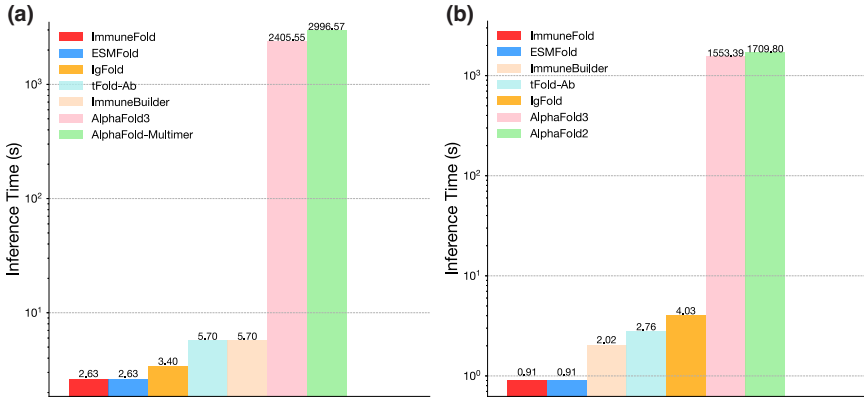 (a)
ImmuneFold
ESMFold
IgFold
tFold-Ab
ImmuneBuilder
AlphaFold3
AlphaFold-Multimer
Inference Time (s)
10³
10²
10¹
2.63
2.63
3.40
5.70
5.70
2405.55
2996.57
(b)
ImmuneFold
ESMFold
ImmuneBuilder
tFold-Ab
IgFold
AlphaFold3
AlphaFold2
Inference Time (s)
10³
10²
10¹
10⁰
0.91
0.91
2.02
2.76
4.03
1553.39
1709.80